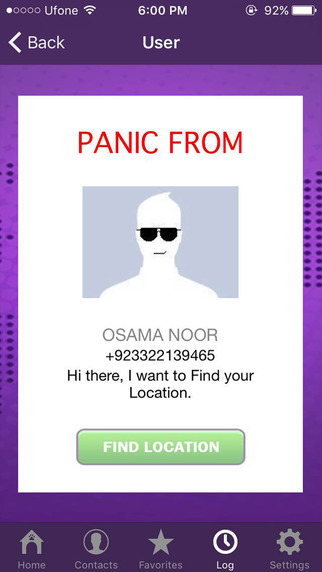 Ufone 6:00 PM 92%
Back User
PANIC FROM
OSAMA NOOR
+923322139465
Hi there, I want to Find your
Location.
FIND LOCATION
Home Contacts Favorites Log Settings